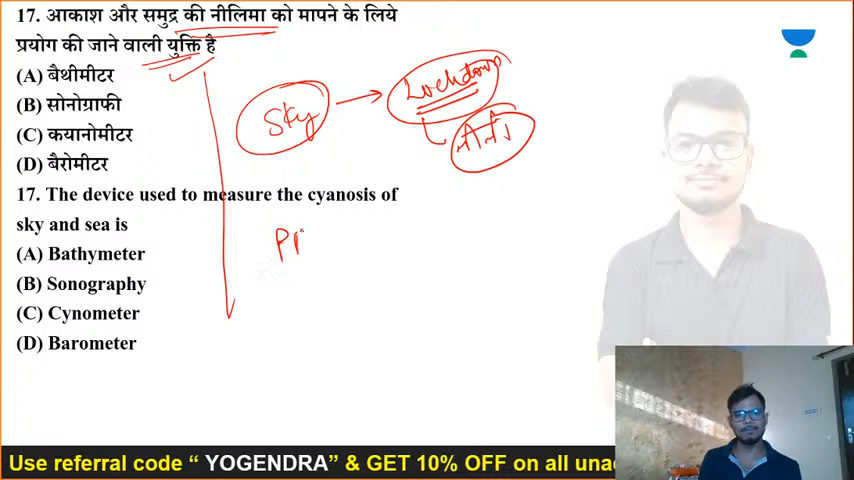 17. आकाश और समुद्र की नीलिमा को मापने के लिये
प्रयोग की जाने वाली युक्ति है
(A) बैथीमीटर
(B) सोनोग्राफी
(C) कयानोमीटर
(D) बैरोमीटर
Sky
Lockdown
17. The device used to measure the cyanosis of
sky and sea is
(A) Bathymeter
(B) Sonography
(C) Cynometer
(D) Barometer
Use referral code “ YOGENDRA” & GET 10% OFF on all unac